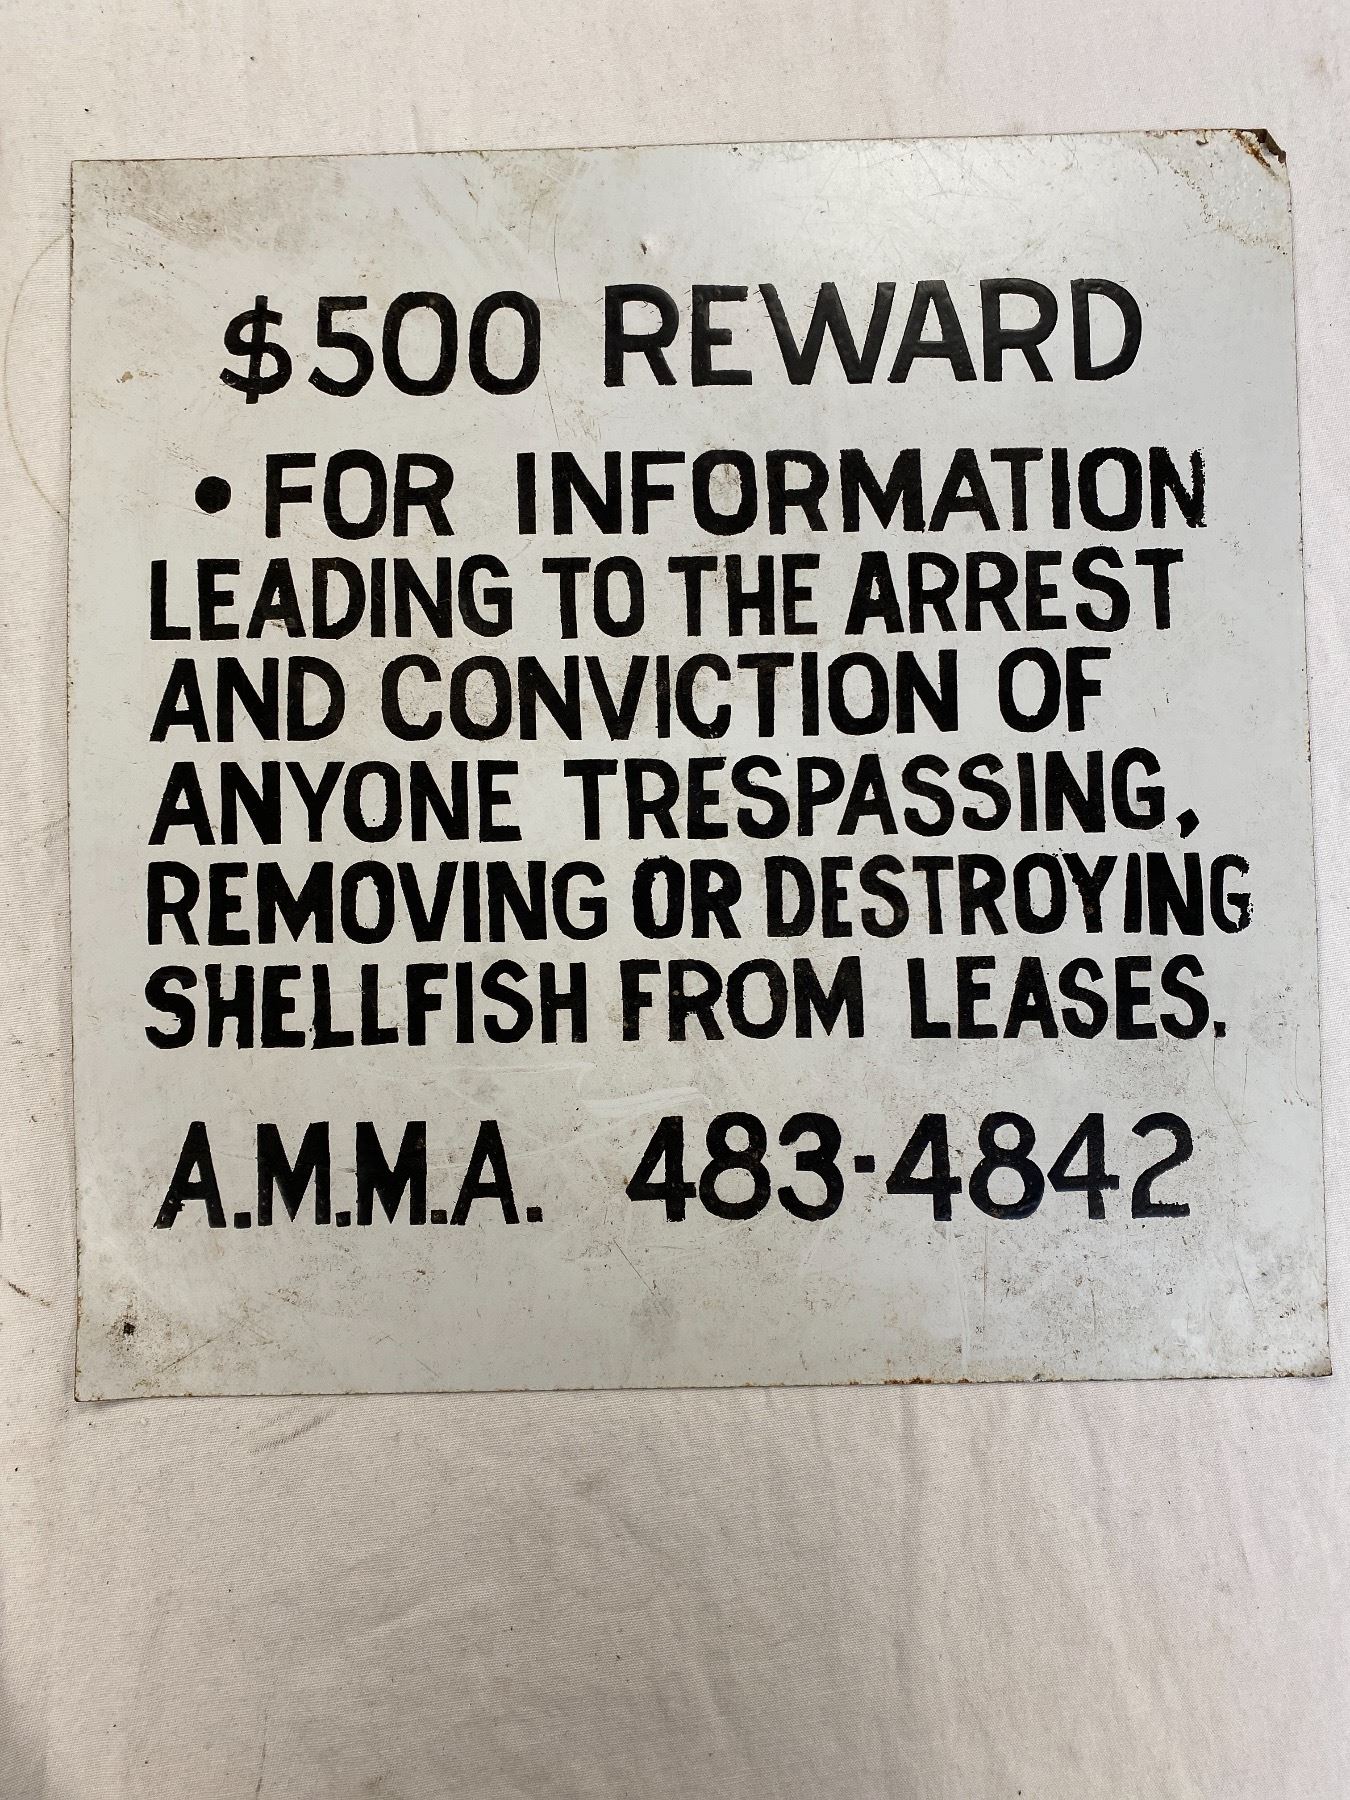 $500 REWARD
• FOR INFORMATION
LEADING TO THE ARREST
AND CONVICTION OF
ANYONE TRESPASSING,
REMOVING OR DESTROYING
SHELLFISH FROM LEASES.
A.M.M.A. 483-4842